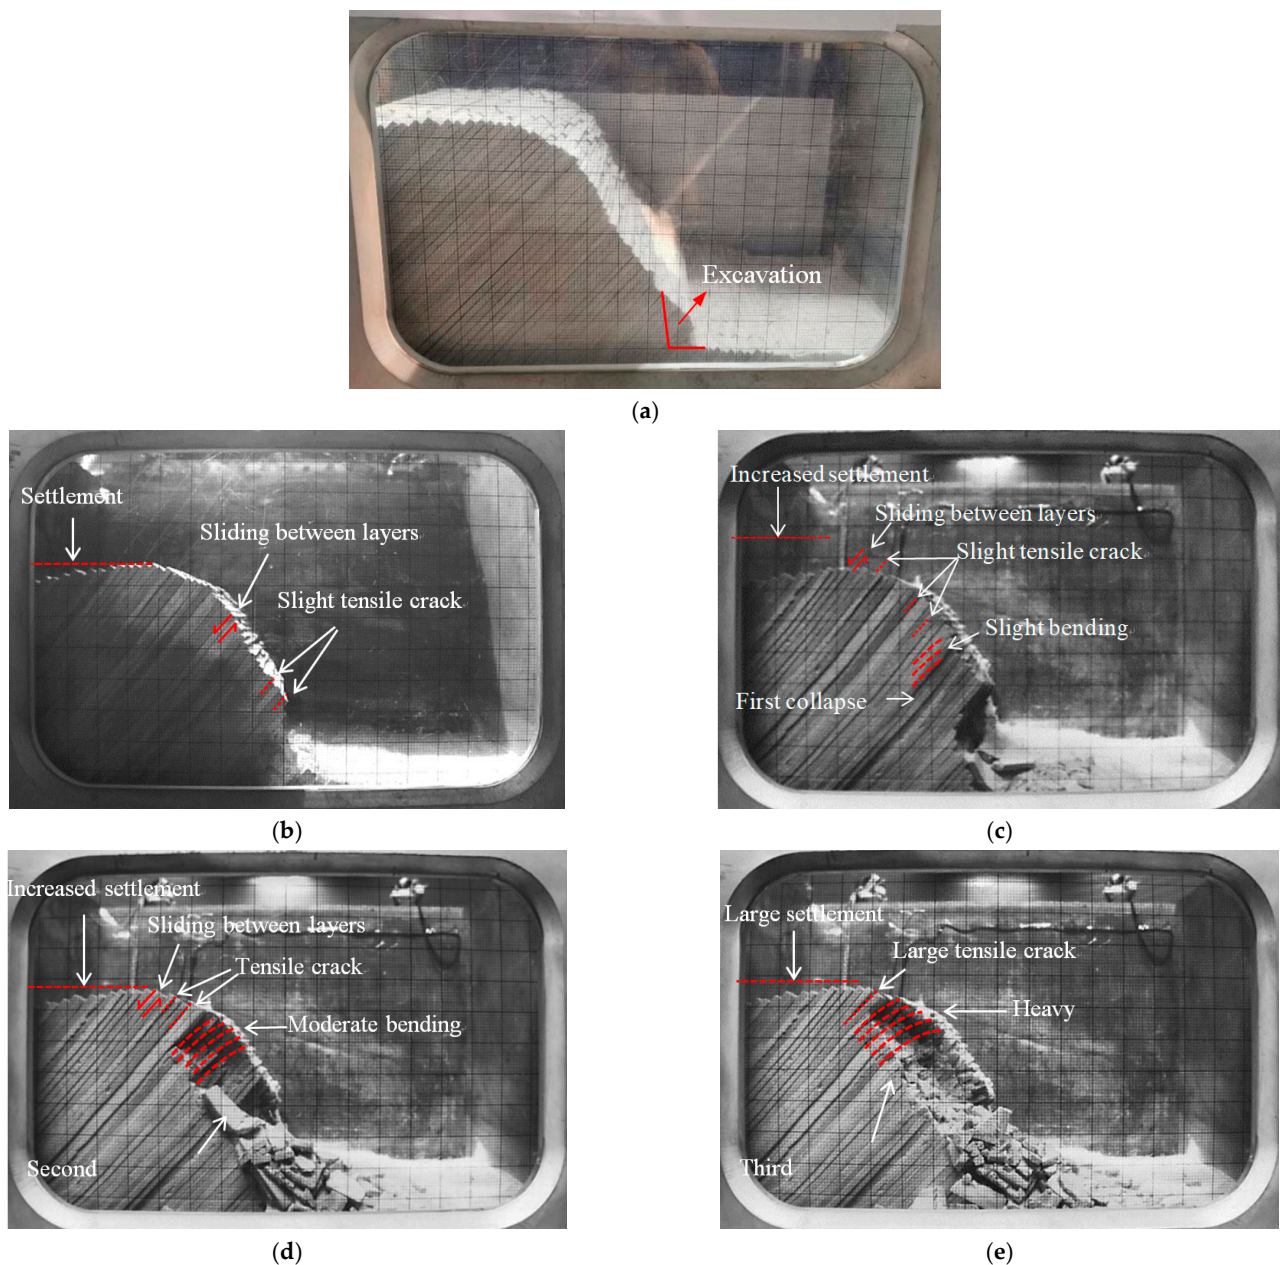 Excavation
(a)
Settlement
Sliding between layers
Slight tensile crack
(b)
Increased settlement
Sliding between layers
Slight tensile crack
Slight bending
First collapse
(c)
Increased settlement
Sliding between layers
Tensile crack
Moderate bending
Second
(d)
Large settlement
Large tensile crack
Heavy
Third
(e)